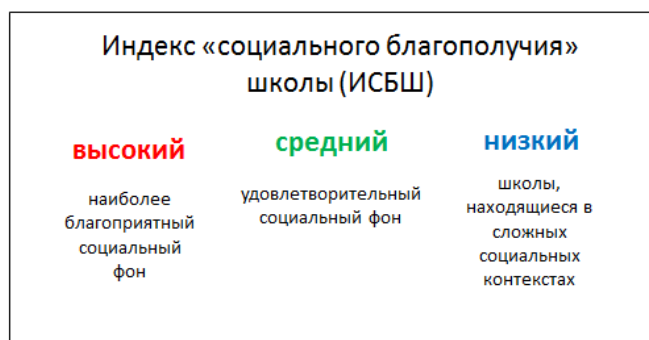 Индекс «социального благополучия»
школы (ИСБШ)
высокий
наиболее
благоприятный
социальный
фон
средний
удовлетворительный
социальный фон
низкий
школы,
находящиеся в
сложных
социальных
контекстах